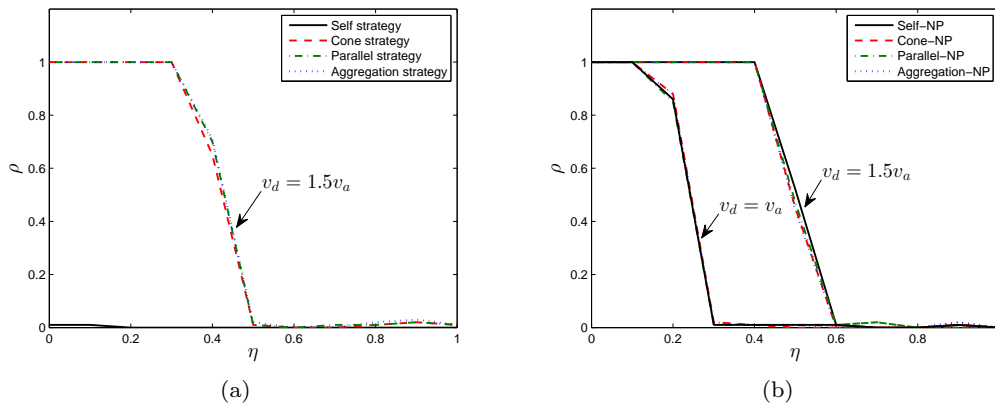 Self strategy
Cone strategy
Parallel strategy
Aggregation strategy
1
0.8
0.6
0.4
0.2
0
ρ
v_d = 1.5v_a
0 0.2 0.4 0.6 0.8 1
η
(a)
Self−NP
Cone−NP
Parallel−NP
Aggregation−NP
1
0.8
0.6
0.4
0.2
0
ρ
v_d = 1.5v_a
v_d = v_a
0 0.2 0.4 0.6 0.8
η
(b)